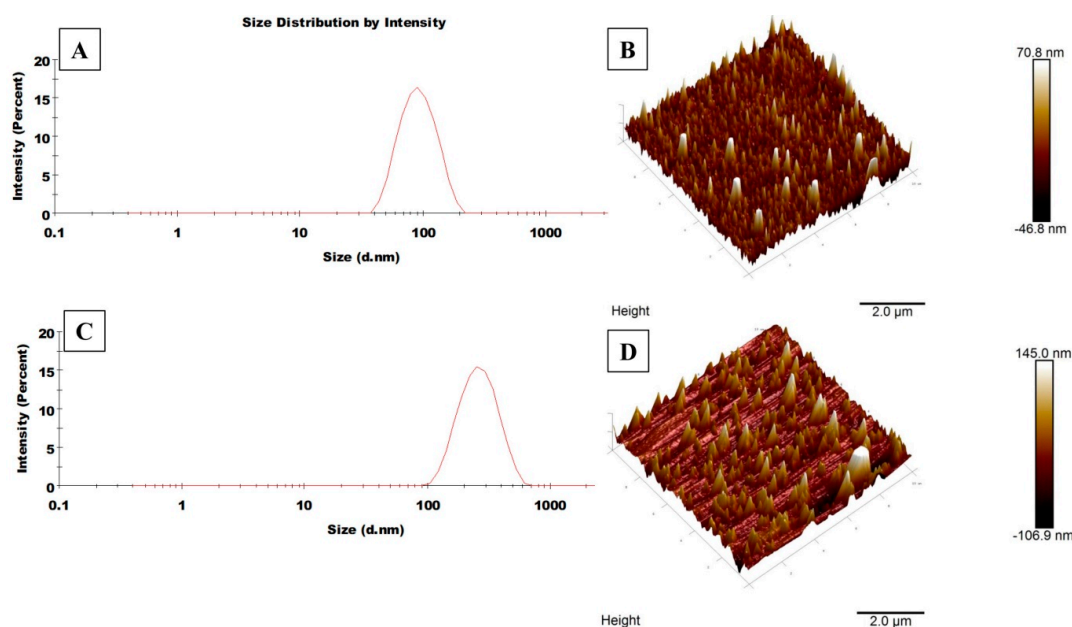 Size Distribution by Intensity
A
20
15
10
5
0
Intensity (Percent)
0.1 1 10 100 1000
Size (d.nm)
B
70.8 nm
-46.8 nm
Height
2.0 µm
C
20
15
10
5
0
Intensity (Percent)
0.1 1 10 100 1000
Size (d.nm)
D
145.0 nm
-106.9 nm
Height
2.0 µm